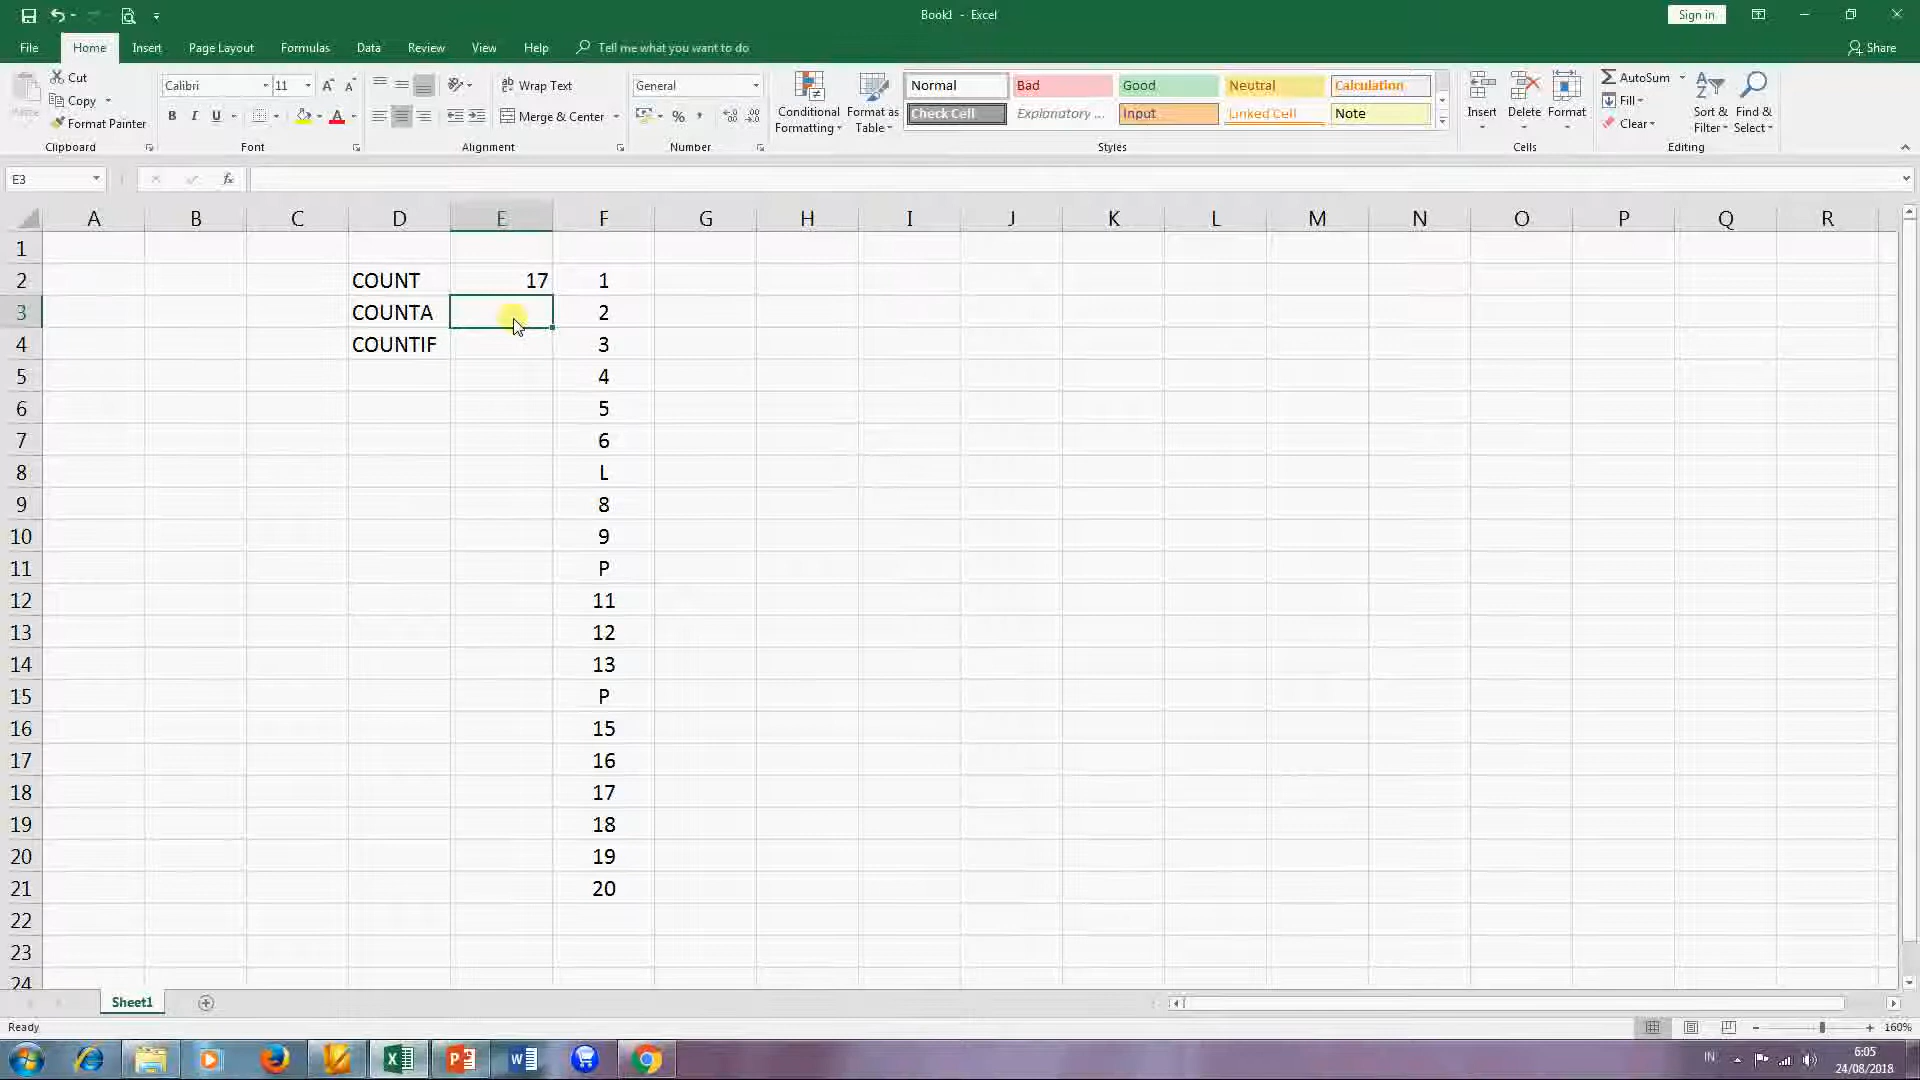 Book1 - Excel
Sign in
File Home Insert Page Layout Formulas Data Review View Help Tell me what you want to do
Share
Cut
Copy
Format Painter
Clipboard
Calibri 11
B I U
Font
Wrap Text
Merge & Center
Alignment
General
Number
Conditional Formatting
Format as Table
Normal Bad Good Neutral Calculation
Check Cell Explanatory ... Input Linked Cell Note
Styles
Insert Delete Format
Cells
AutoSum
Fill
Clear
Sort & Filter
Find & Select
Editing
E3
fx
A B C D E F G H I J K L M N O P Q R
1
2 COUNT 17 1
3 COUNTA 2
4 COUNTIF 3
5 4
6 5
7 6
8 L
9 8
10 9
11 P
12 11
13 12
14 13
15 P
16 15
17 16
18 17
19 18
20 19
21 20
22
23
24
Sheet1
Ready
160%
IN
6:05
24/08/2018